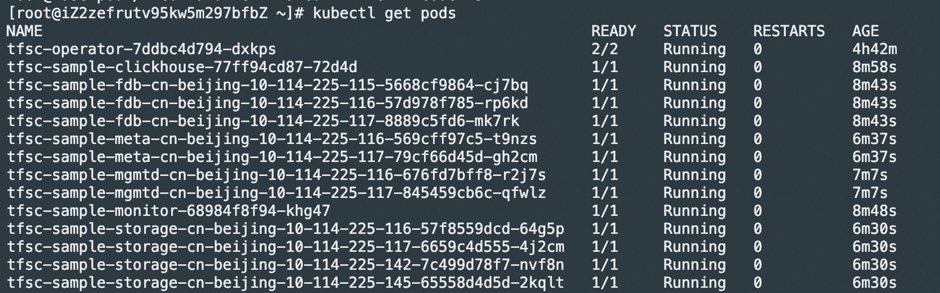 [root@iZ2zefrutv95kw5m297bfbZ ~]# kubectl get pods
NAME READY STATUS RESTARTS AGE
tfsc-operator-7ddbc4d794-dxkps 2/2 Running 0 4h42m
tfsc-sample-clickhouse-77ff94cd87-72d4d 1/1 Running 0 8m58s
tfsc-sample-fdb-cn-beijing-10-114-225-115-5668cf9864-cj7bq 1/1 Running 0 8m43s
tfsc-sample-fdb-cn-beijing-10-114-225-116-57d978f785-rp6kd 1/1 Running 0 8m43s
tfsc-sample-fdb-cn-beijing-10-114-225-117-8889c5fd6-mk7rk 1/1 Running 0 8m43s
tfsc-sample-meta-cn-beijing-10-114-225-116-569cff97c5-t9nzs 1/1 Running 0 6m37s
tfsc-sample-meta-cn-beijing-10-114-225-117-79cf66d45d-gh2cm 1/1 Running 0 6m37s
tfsc-sample-mgmtd-cn-beijing-10-114-225-116-676fd7bff8-r2j7s 1/1 Running 0 7m7s
tfsc-sample-mgmtd-cn-beijing-10-114-225-117-845459cb6c-qfwlz 1/1 Running 0 7m7s
tfsc-sample-monitor-68984f8f94-khg47 1/1 Running 0 8m48s
tfsc-sample-storage-cn-beijing-10-114-225-116-57f8559dcd-64g5p 1/1 Running 0 6m30s
tfsc-sample-storage-cn-beijing-10-114-225-117-6659c4d555-4j2cm 1/1 Running 0 6m30s
tfsc-sample-storage-cn-beijing-10-114-225-142-7c499d78f7-nvf8n 1/1 Running 0 6m30s
tfsc-sample-storage-cn-beijing-10-114-225-145-65558d4d5d-2kqlt 1/1 Running 0 6m30s